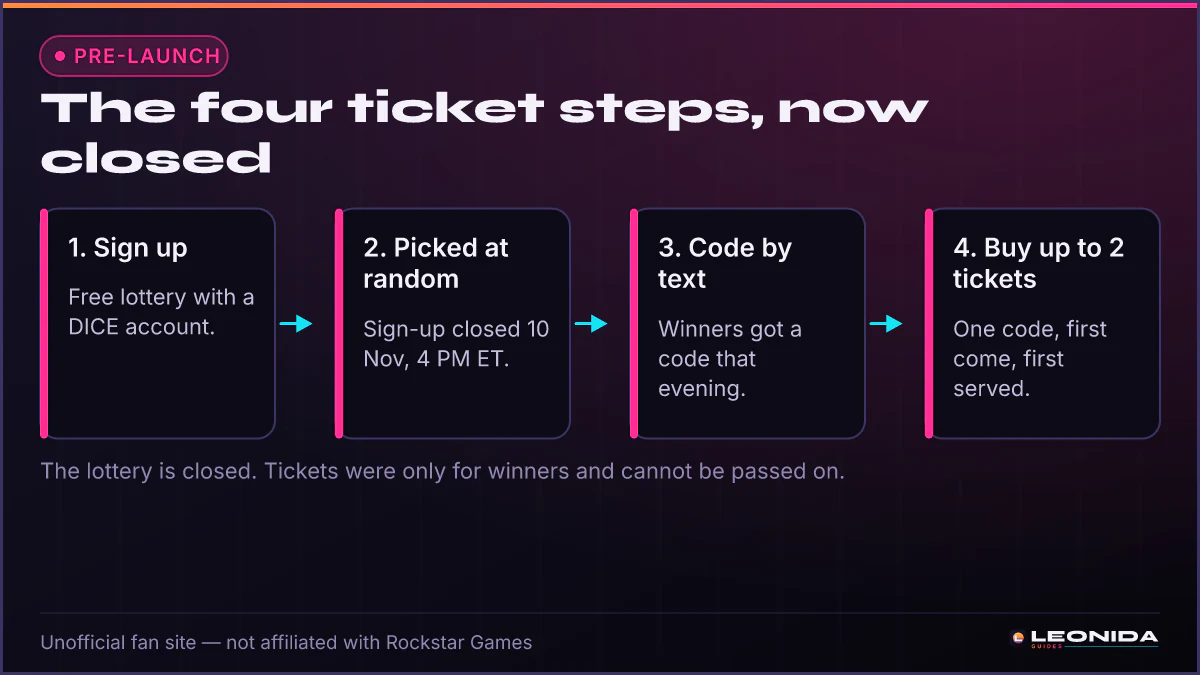 PRE-LAUNCH
The four ticket steps, now
closed
1. Sign up
Free lottery with a
DICE account.
2. Picked at
random
Sign-up closed 10
Nov, 4 PM ET.
3. Code by
text
Winners got a
code that
evening.
4. Buy up to 2
tickets
One code, first
come, first
served.
The lottery is closed. Tickets were only for winners and cannot be passed on.
Unofficial fan site — not affiliated with Rockstar Games
LEONIDA
GUIDES